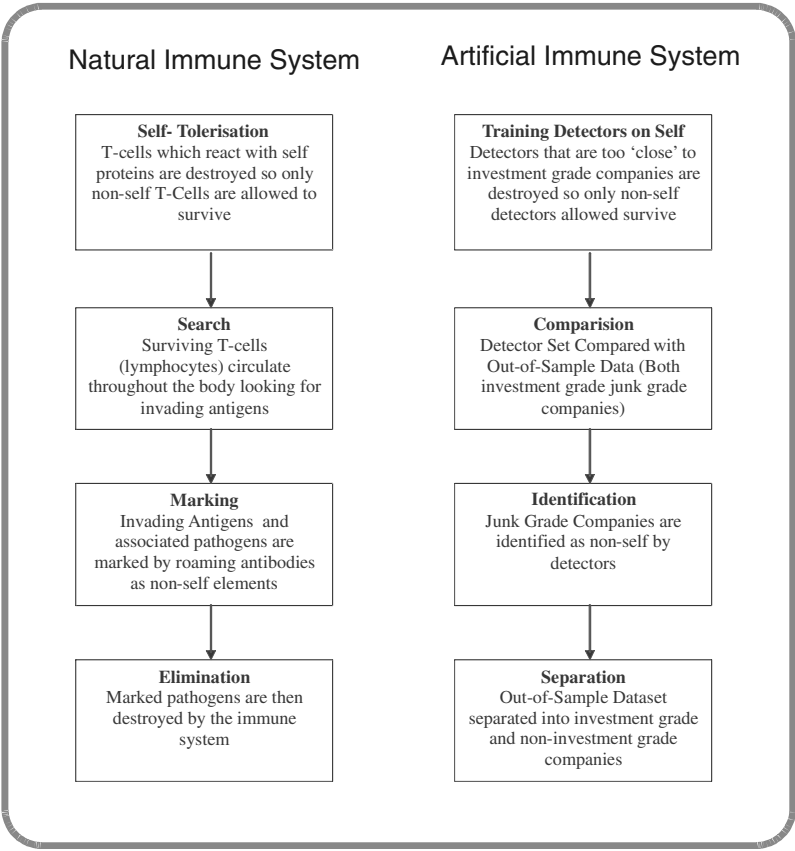 Natural Immune System
Artificial Immune System
Self- Tolerisation
T-cells which react with self
proteins are destroyed so only
non-self T-Cells are allowed to
survive
Training Detectors on Self
Detectors that are too ‘close’ to
investment grade companies are
destroyed so only non-self
detectors allowed survive
Search
Surviving T-cells
(lymphocytes) circulate
throughout the body looking for
invading antigens
Comparision
Detector Set Compared with
Out-of-Sample Data (Both
investment grade junk grade
companies)
Marking
Invading Antigens and
associated pathogens are
marked by roaming antibodies
as non-self elements
Identification
Junk Grade Companies are
identified as non-self by
detectors
Elimination
Marked pathogens are then
destroyed by the immune
system
Separation
Out-of-Sample Dataset
separated into investment grade
and non-investment grade
companies